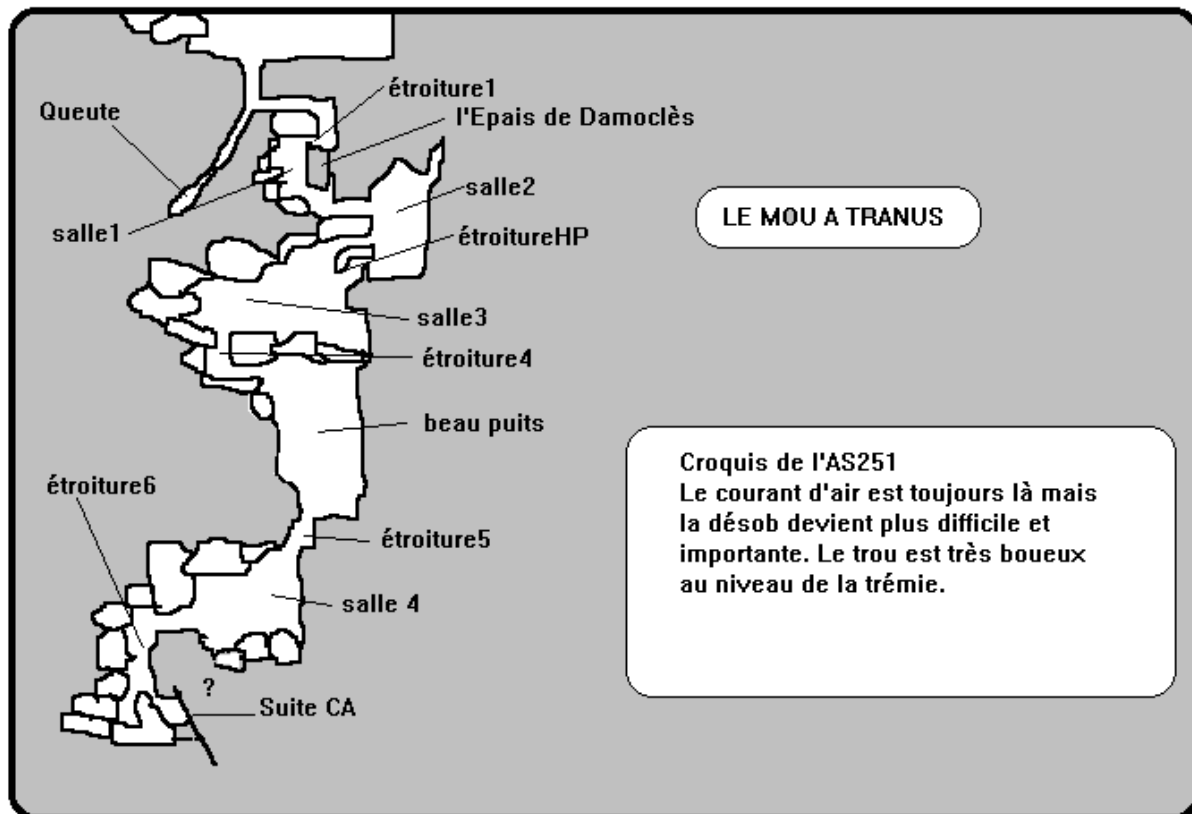 étroiture1
Queute
l'Epais de Damoclès
salle2
LE MOU A TRANUS
salle1
étroitureHP
salle3
étroiture4
beau puits
Croquis de l'AS251
Le courant d'air est toujours là mais
la désob devient plus difficile et
importante. Le trou est très boueux
au niveau de la trémie.
étroiture6
étroiture5
salle 4
?
Suite CA